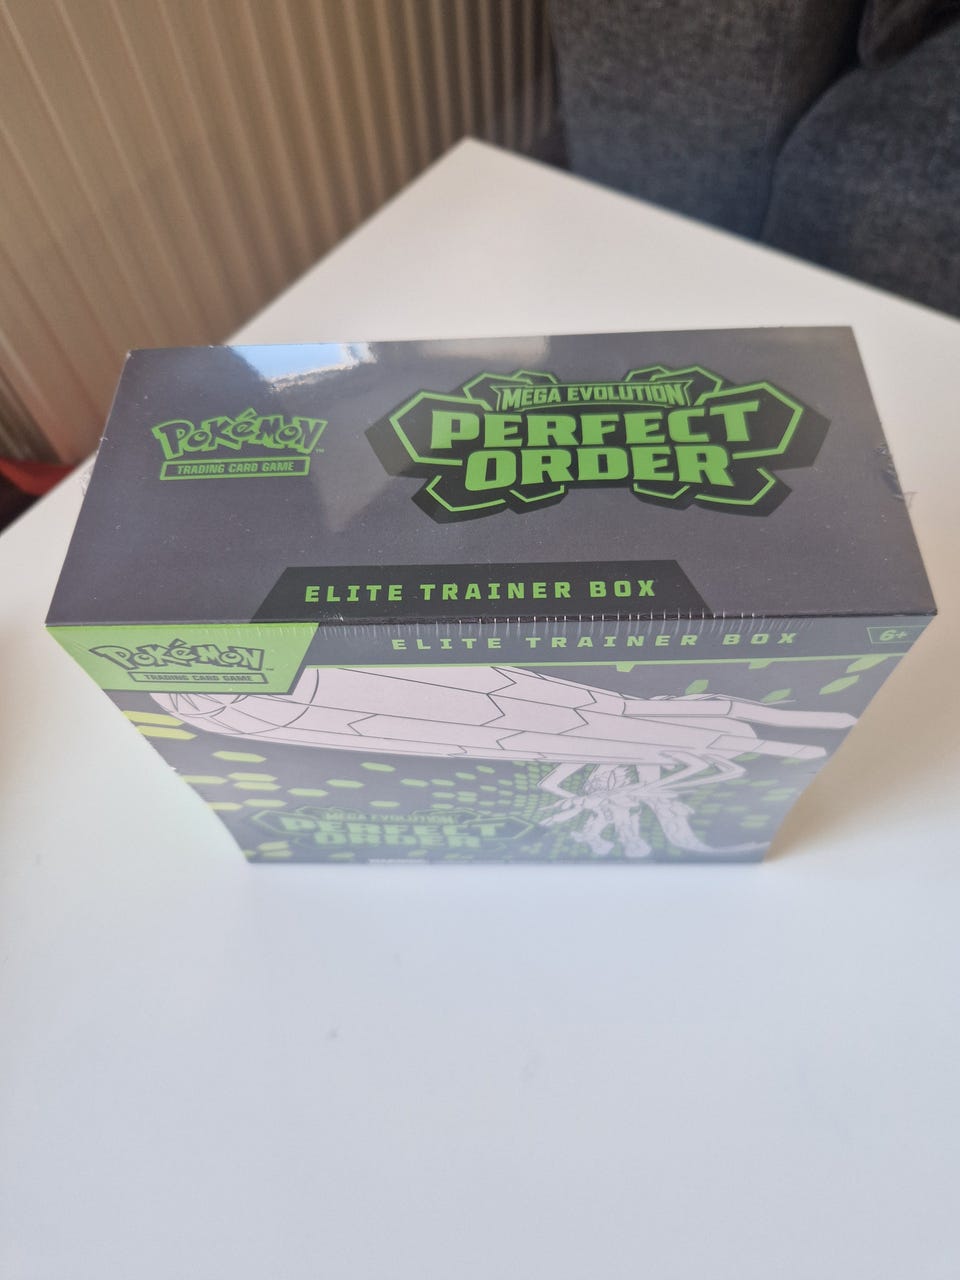 MEGA EVOLUTION
POKéMON
TRADING CARD GAME
PERFECT
ORDER
ELITE TRAINER BOX
POKéMON
TRADING CARD GAME
ELITE TRAINER BOX
6+
MEGA EVOLUTION
PERFECT
ORDER